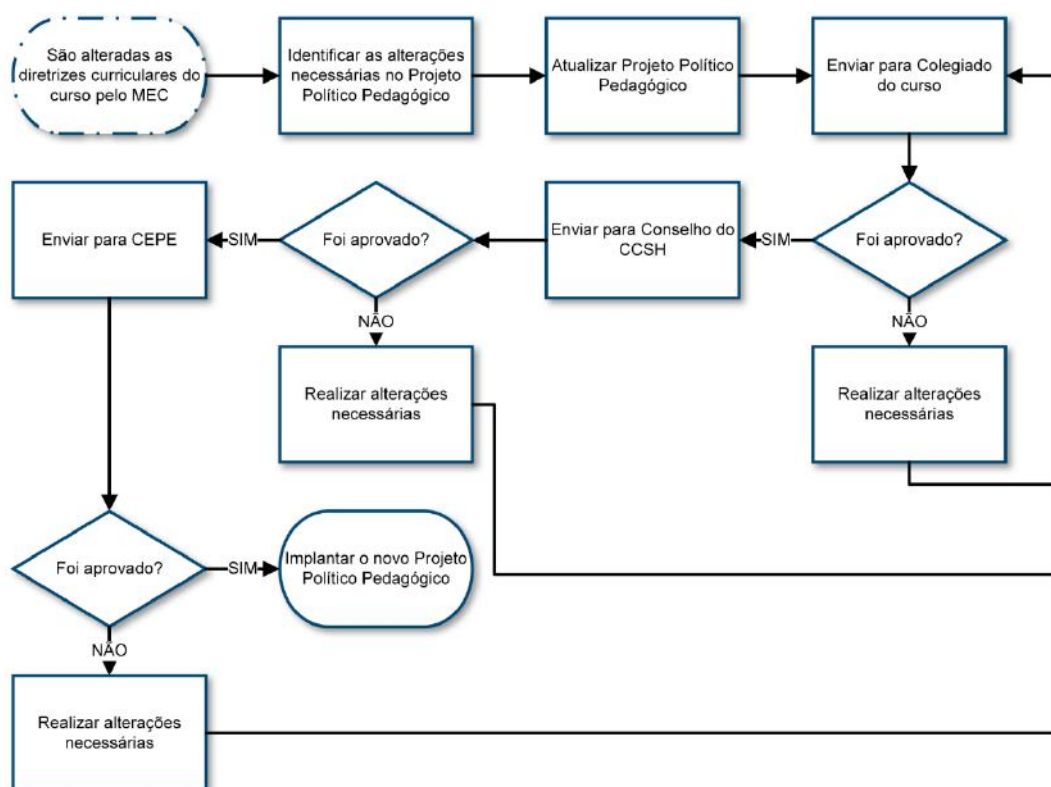 São alteradas as
diretrizes curriculares do
curso pelo MEC
Identificar as alterações
necessárias no Projeto
Político Pedagógico
Atualizar Projeto Político
Pedagógico
Enviar para Colegiado
do curso
Foi aprovado?
SIM
Enviar para Conselho do
CCSH
Foi aprovado?
SIM
Enviar para CEPE
NÃO
Realizar alterações
necessárias
NÃO
Realizar alterações
necessárias
Foi aprovado?
SIM
Implantar o novo Projeto
Político Pedagógico
NÃO
Realizar alterações
necessárias